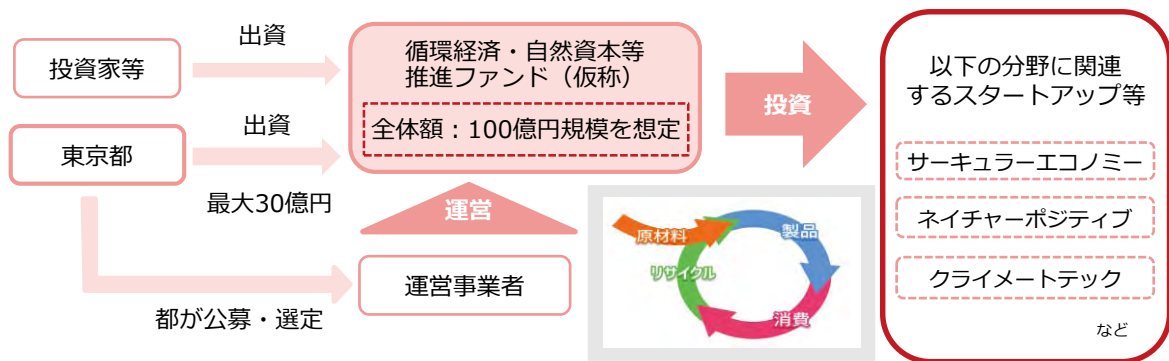 投資家等
出資
東京都
出資
最大30億円
都が公募・選定
循環経済・自然資本等
推進ファンド（仮称）
全体額：100億円規模を想定
運営
運営事業者
原材料
製品
リサイクル
消費
投資
以下の分野に関連
するスタートアップ等
サーキュラーエコノミー
ネイチャーポジティブ
クライメートテック
など